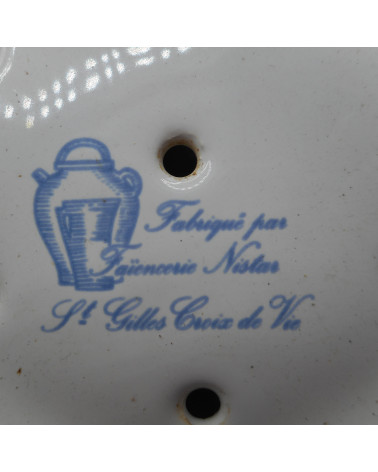 Fabriqué par
Faïencerie Nistar
St Gilles Croix de Vie